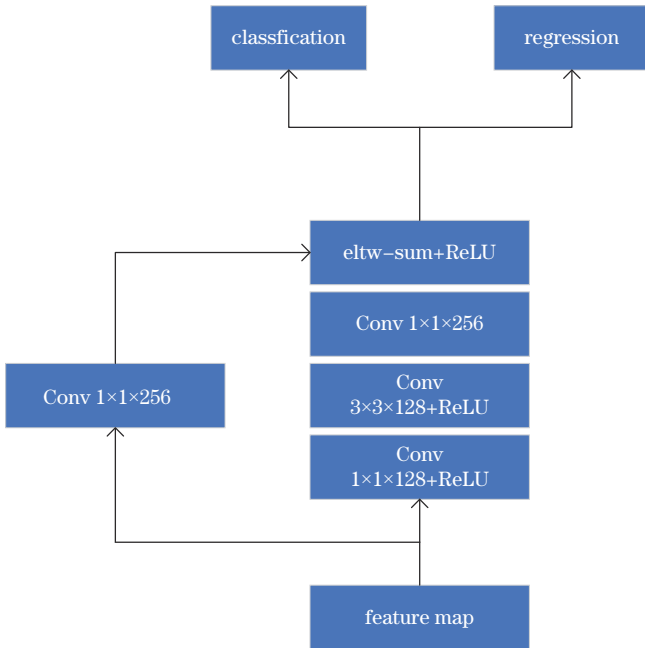 classfication
regression
eltw-sum+ReLU
Conv 1×1×256
Conv 1×1×256
Conv
3×3×128+ReLU
Conv
1×1×128+ReLU
feature map